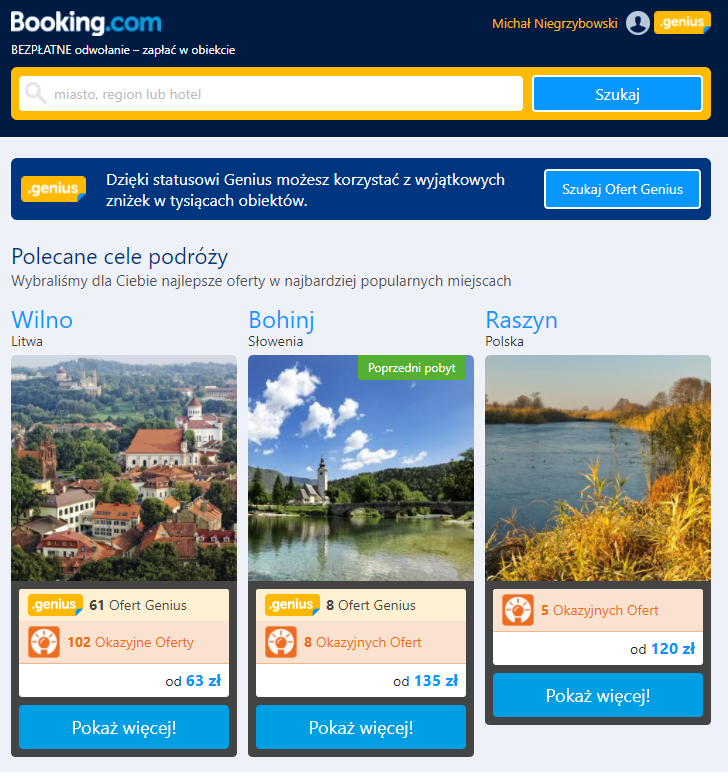 Booking.com
Michał Niegrzybowski
.genius
BEZPŁATNE odwołanie – zapłać w obiekcie
miasto, region lub hotel
Szukaj
.genius
Dzięki statusowi Genius możesz korzystać z wyjątkowych
zniżek w tysiącach obiektów.
Szukaj Ofert Genius
Polecane cele podróży
Wybraliśmy dla Ciebie najlepsze oferty w najbardziej popularnych miejscach
Wilno
Litwa
.genius 61 Ofert Genius
102 Okazyjne Oferty
od 63 zł
Pokaż więcej!
Bohinj
Słowenia
Poprzedni pobyt
.genius 8 Ofert Genius
8 Okazyjnych Ofert
od 135 zł
Pokaż więcej!
Raszyn
Polska
5 Okazyjnych Ofert
od 120 zł
Pokaż więcej!